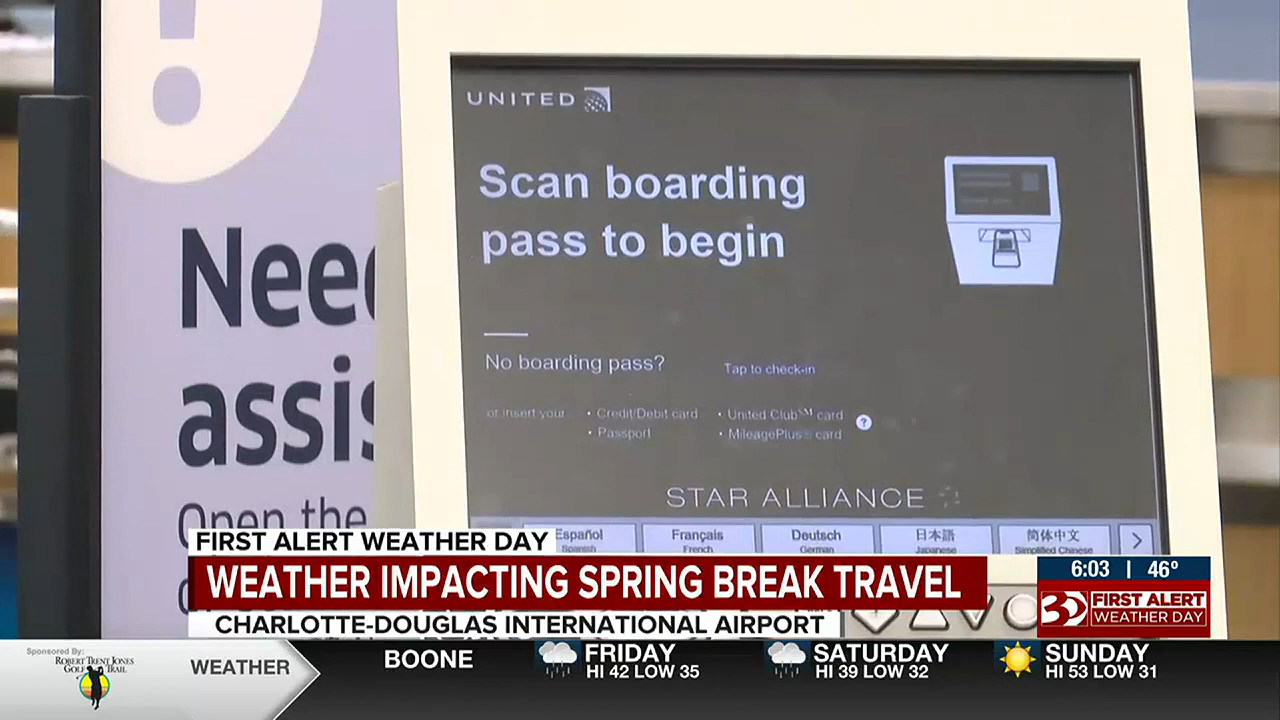 UNITED
Scan boarding
pass to begin
No boarding pass?
Tap to check-in
or insert your
• Credit/Debit card
• United Club℠ card
• Passport
• MileagePlus® card
?
STAR ALLIANCE
Español
Spanish
Français
French
Deutsch
German
日本語
Japanese
简体中文
Simplified Chinese
!
Open the
FIRST ALERT WEATHER DAY
WEATHER IMPACTING SPRING BREAK TRAVEL
CHARLOTTE-DOUGLAS INTERNATIONAL AIRPORT
6:03 | 46°
3D FIRST ALERT
WEATHER DAY
Sponsored By:
ROBERT TRENT JONES
GOLF TRAIL
WEATHER
BOONE
FRIDAY
HI 42 LOW 35
SATURDAY
HI 39 LOW 32
SUNDAY
HI 53 LOW 31